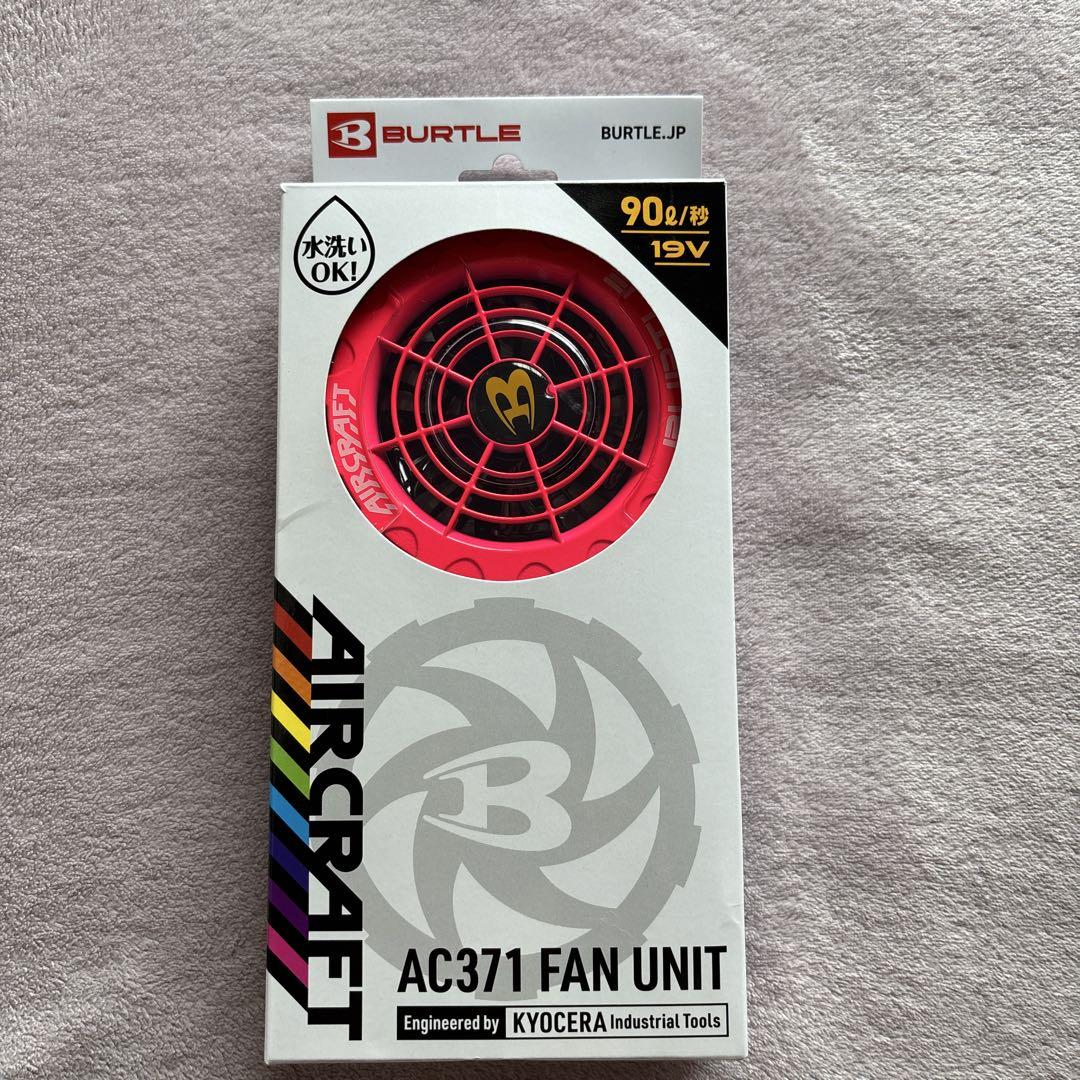 BURTLE
BURTLE.JP
水洗い
OK!
90ℓ/秒
19V
AIRCRAFT
AIRCRAFT
AC371 FAN UNIT
Engineered by KYOCERA Industrial Tools